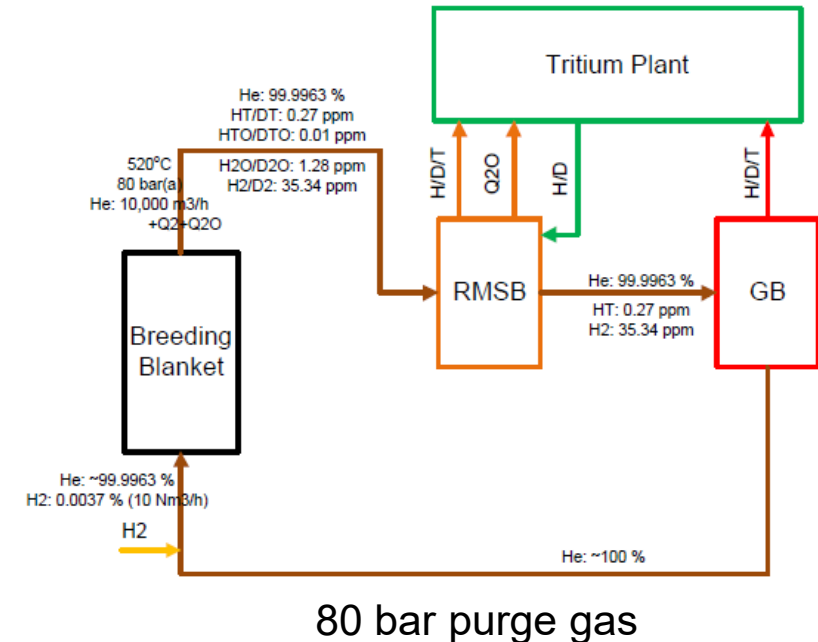 Tritium Plant
He: 99.9963 %
HT/DT: 0.27 ppm
HTO/DTO: 0.01 ppm
H2O/D2O: 1.28 ppm
H2/D2: 35.34 ppm
520°C
80 bar(a)
He: 10,000 m3/h
+Q2+Q2O
H/D/T
Q2O
H/D
H/D/T
Breeding
Blanket
RMSB
He: 99.9963 %
HT: 0.27 ppm
H2: 35.34 ppm
GB
He: ~99.9963 %
H2: 0.0037 % (10 Nm3/h)
H2
He: ~100 %
80 bar purge gas